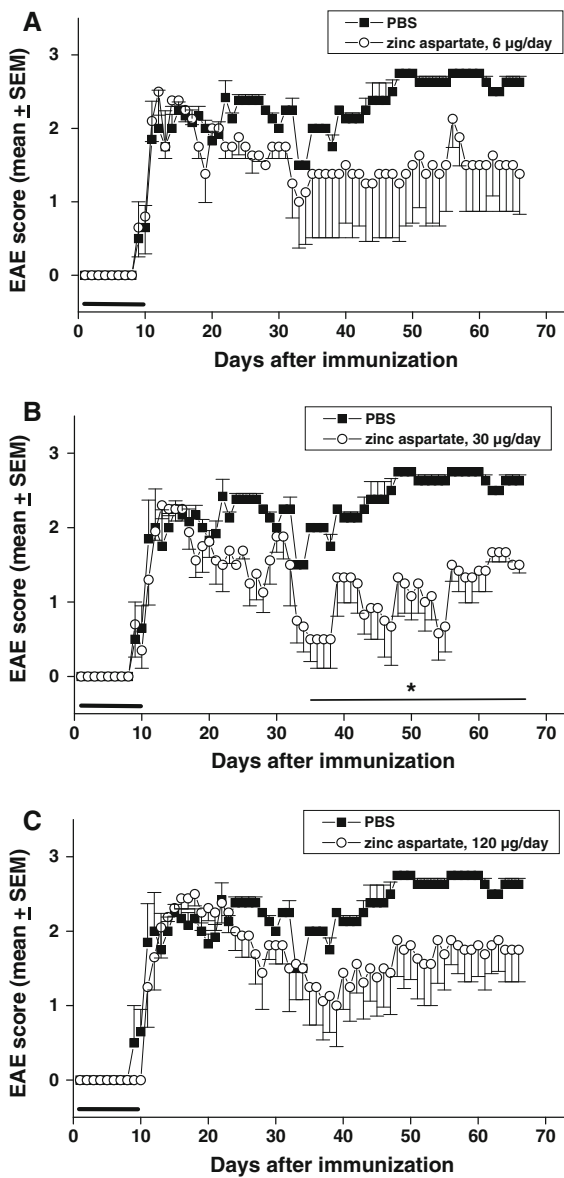 A
PBS
zinc aspartate, 6 µg/day
EAE score (mean ± SEM)
3
2
1
0
0 10 20 30 40 50 60 70
Days after immunization
B
PBS
zinc aspartate, 30 µg/day
EAE score (mean ± SEM)
3
2
1
0
*
0 10 20 30 40 50 60 70
Days after immunization
C
PBS
zinc aspartate, 120 µg/day
EAE score (mean ± SEM)
3
2
1
0
0 10 20 30 40 50 60 70
Days after immunization